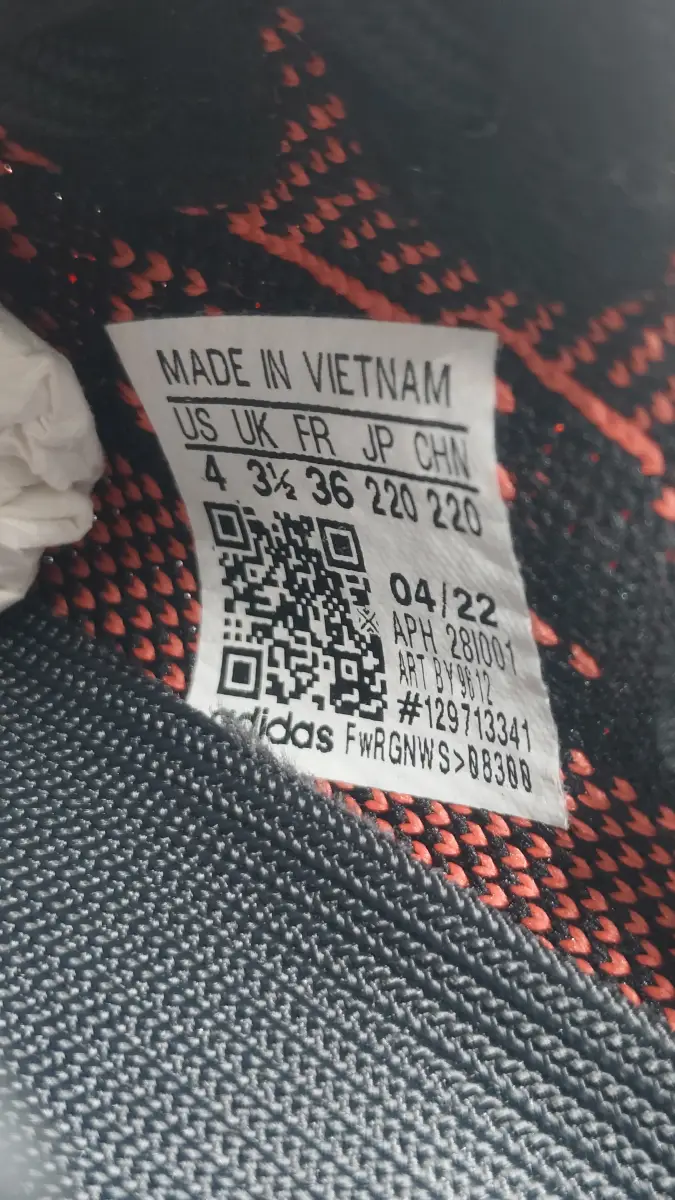 MADE IN VIETNAM
US UK FR JP CHN
4 3½ 36 220 220
04/22
APH 28I001
ART BY9612
#129713341
adidas FwRGNWS>08300